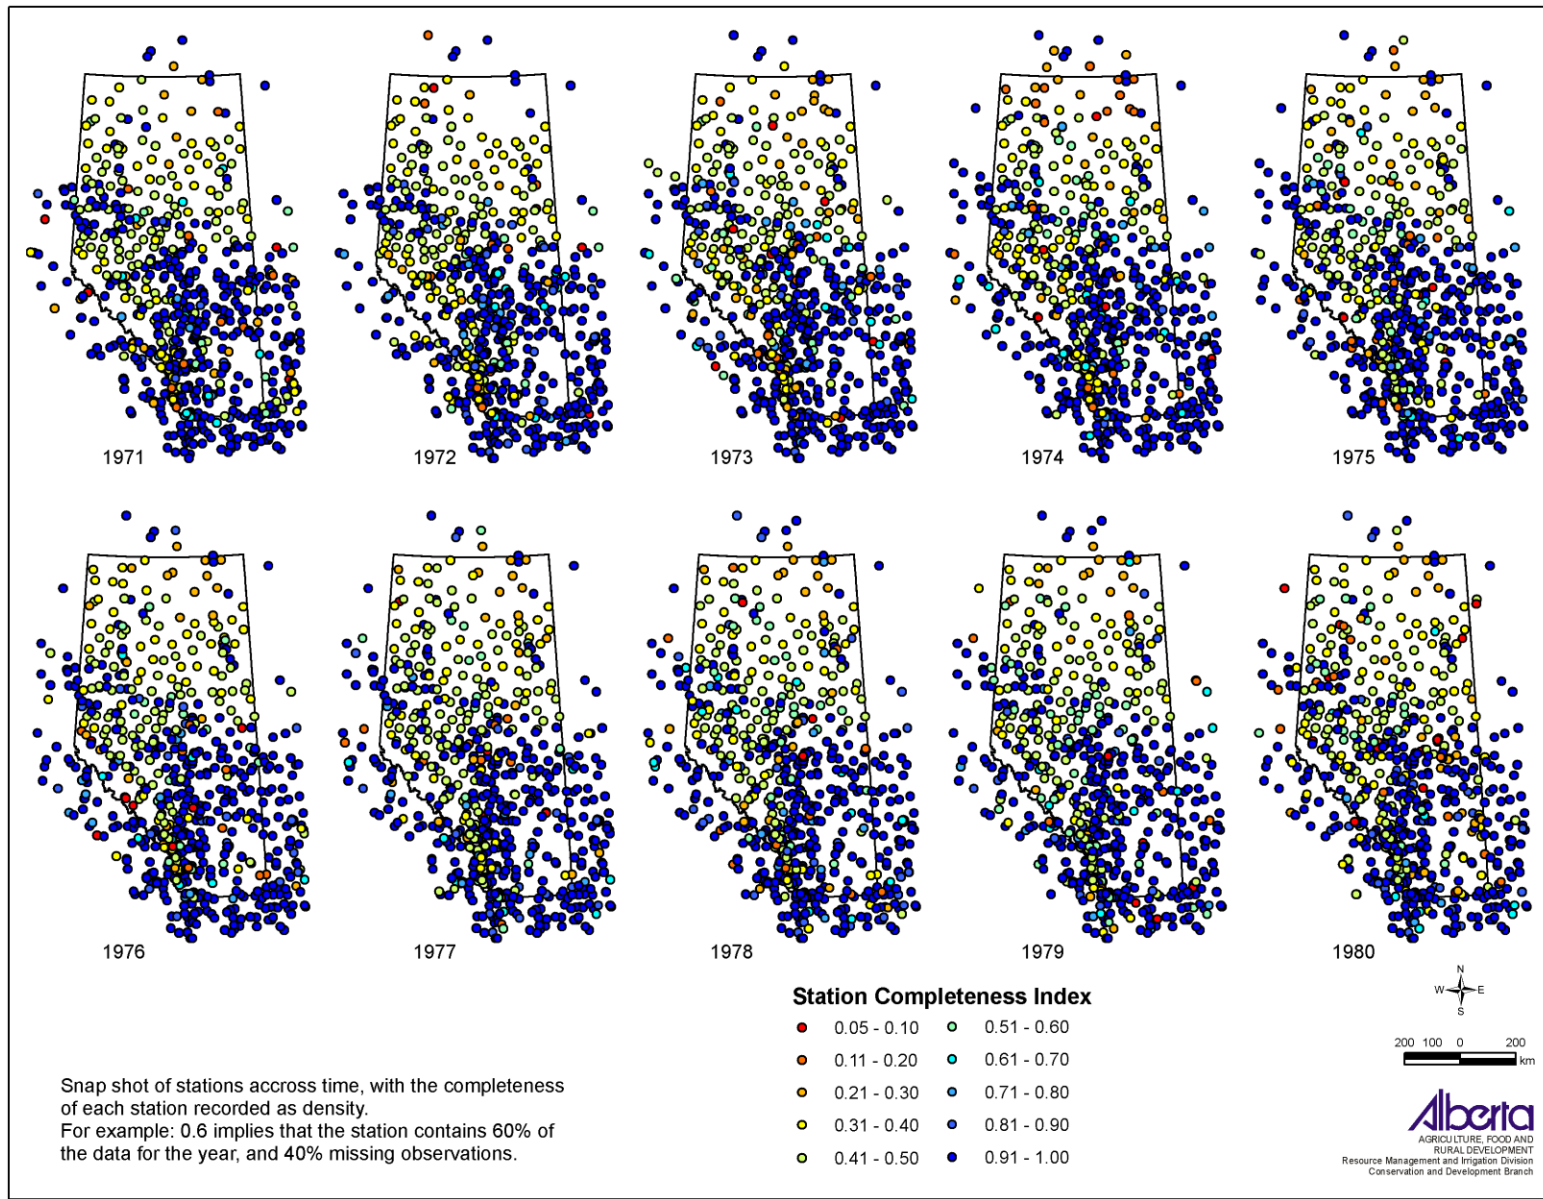 1971
1972
1973
1974
1975
1976
1977
1978
1979
1980
Station Completeness Index
0.05 - 0.10
0.51 - 0.60
0.11 - 0.20
0.61 - 0.70
0.21 - 0.30
0.71 - 0.80
0.31 - 0.40
0.81 - 0.90
0.41 - 0.50
0.91 - 1.00
Snap shot of stations accross time, with the completeness
of each station recorded as density.
For example: 0.6 implies that the station contains 60% of
the data for the year, and 40% missing observations.
N
W E
S
200 100 0 200
km
Alberta
AGRICULTURE, FOOD AND
RURAL DEVELOPMENT
Resource Management and Irrigation Division
Conservation and Development Branch